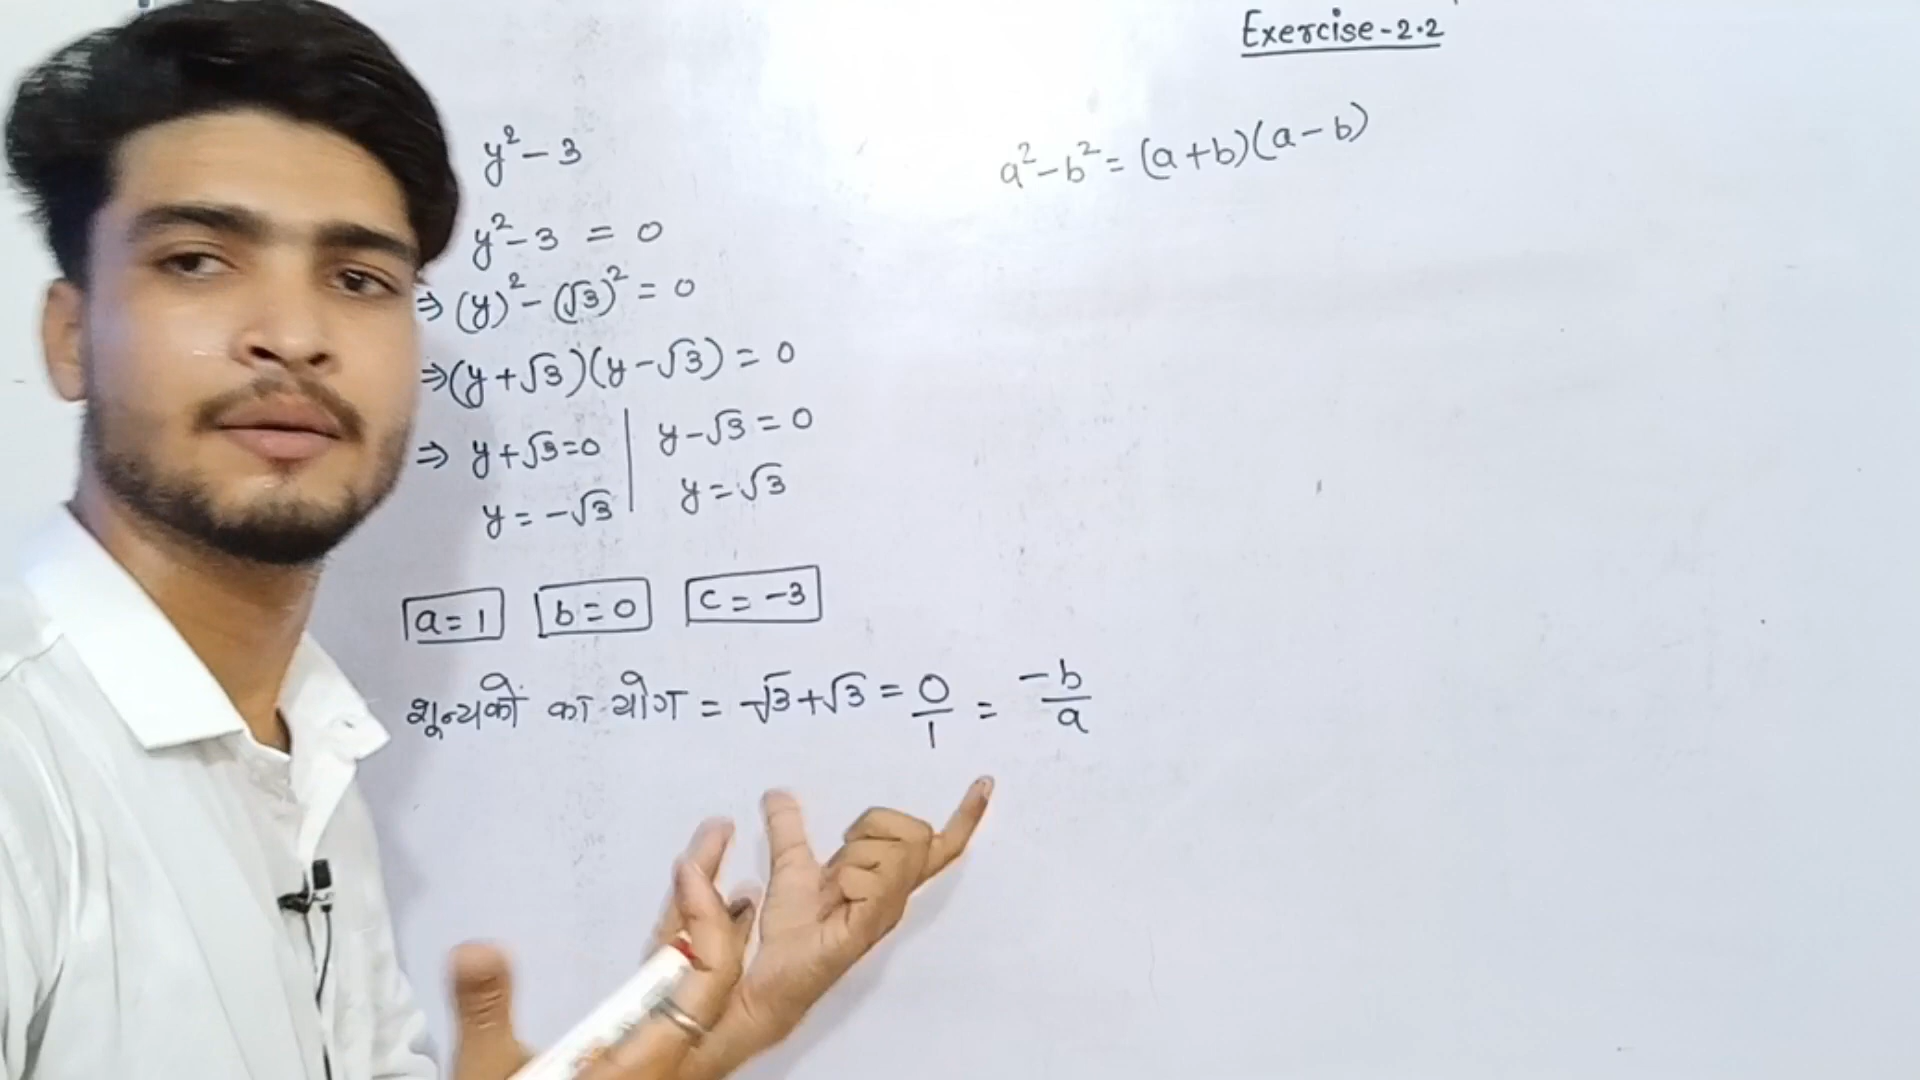 Exercise-2.2
y² - 3
a² - b² = (a+b)(a-b)
y² - 3 = 0
⇒ (y)² - (√3)² = 0
⇒ (y+√3)(y-√3) = 0
⇒ y+√3=0 | y-√3=0
y = -√3 | y = √3
a=1 b=0 c=-3
शून्यको का योग = -√3+√3 = 0/1 = -b/a